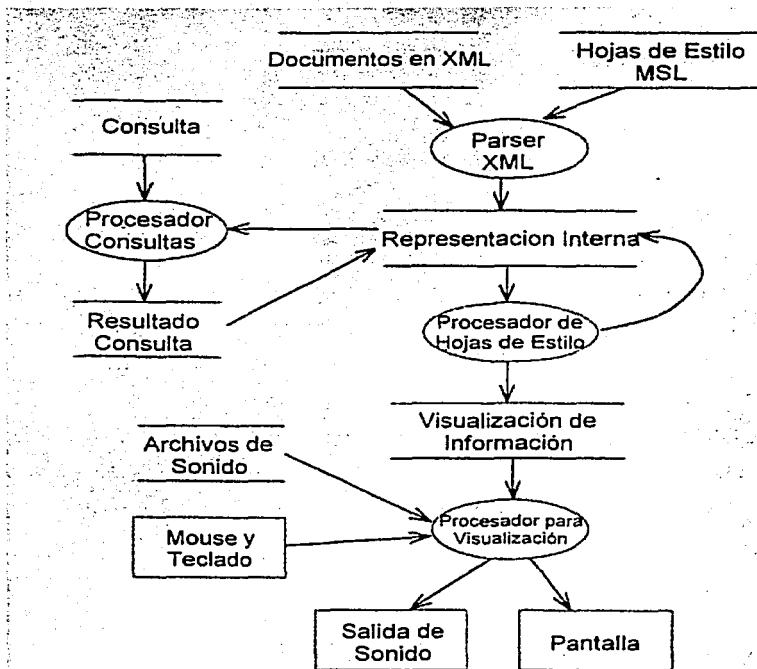 Documentos en XML
Hojas de Estilo
MSL
Consulta
Parser
XML
Procesador
Consultas
Representacion Interna
Resultado
Consulta
Procesador de
Hojas de Estilo
Visualización de
Información
Archivos de
Sonido
Procesador para
Visualización
Mouse y
Teclado
Salida de
Sonido
Pantalla